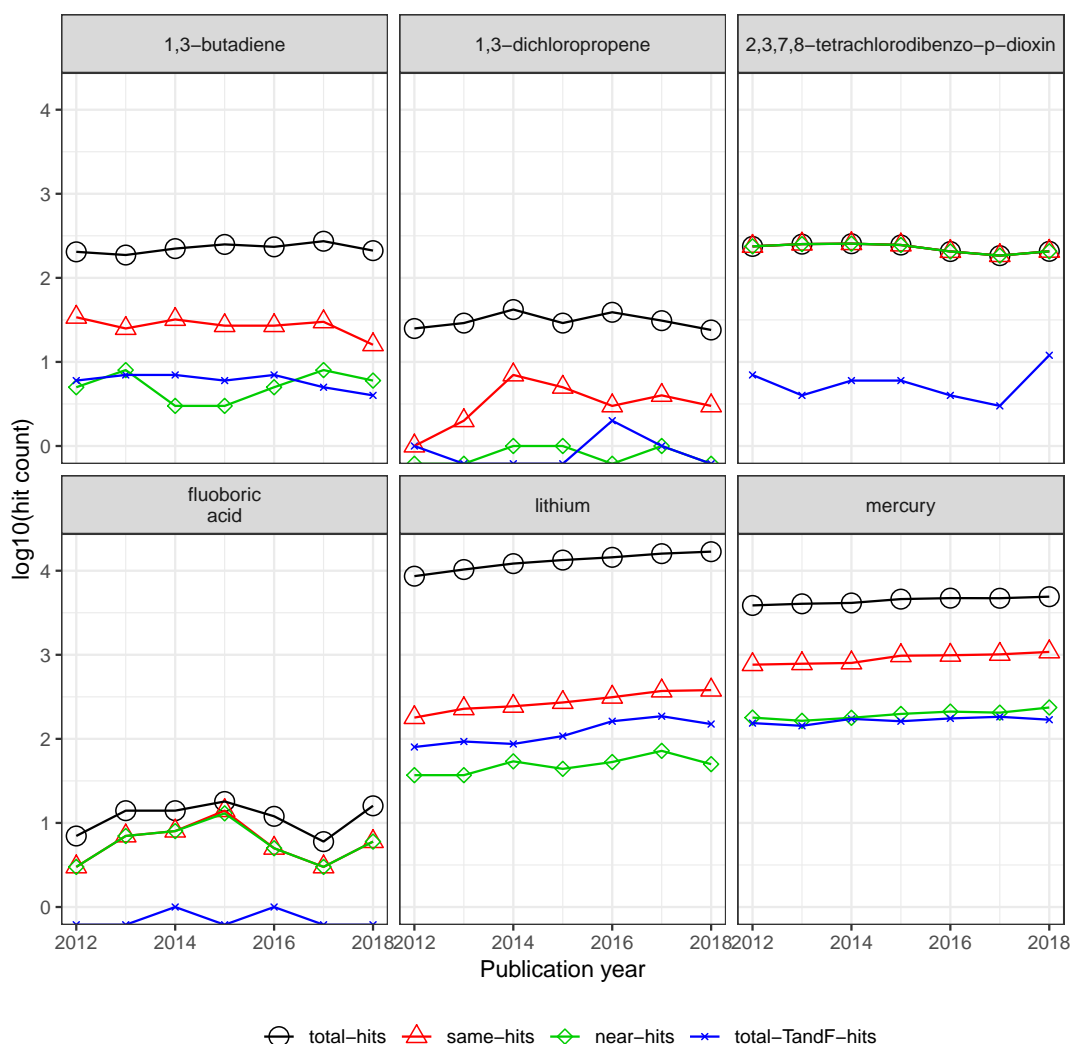 1,3−butadiene
1,3−dichloropropene
2,3,7,8−tetrachlorodibenzo−p−dioxin
4
3
2
1
0
fluoboric
acid
lithium
mercury
4
3
2
1
0
log10(hit count)
2012 2014 2016 2018
2012 2014 2016 2018
2012 2014 2016 2018
Publication year
total−hits same−hits near−hits total−TandF−hits